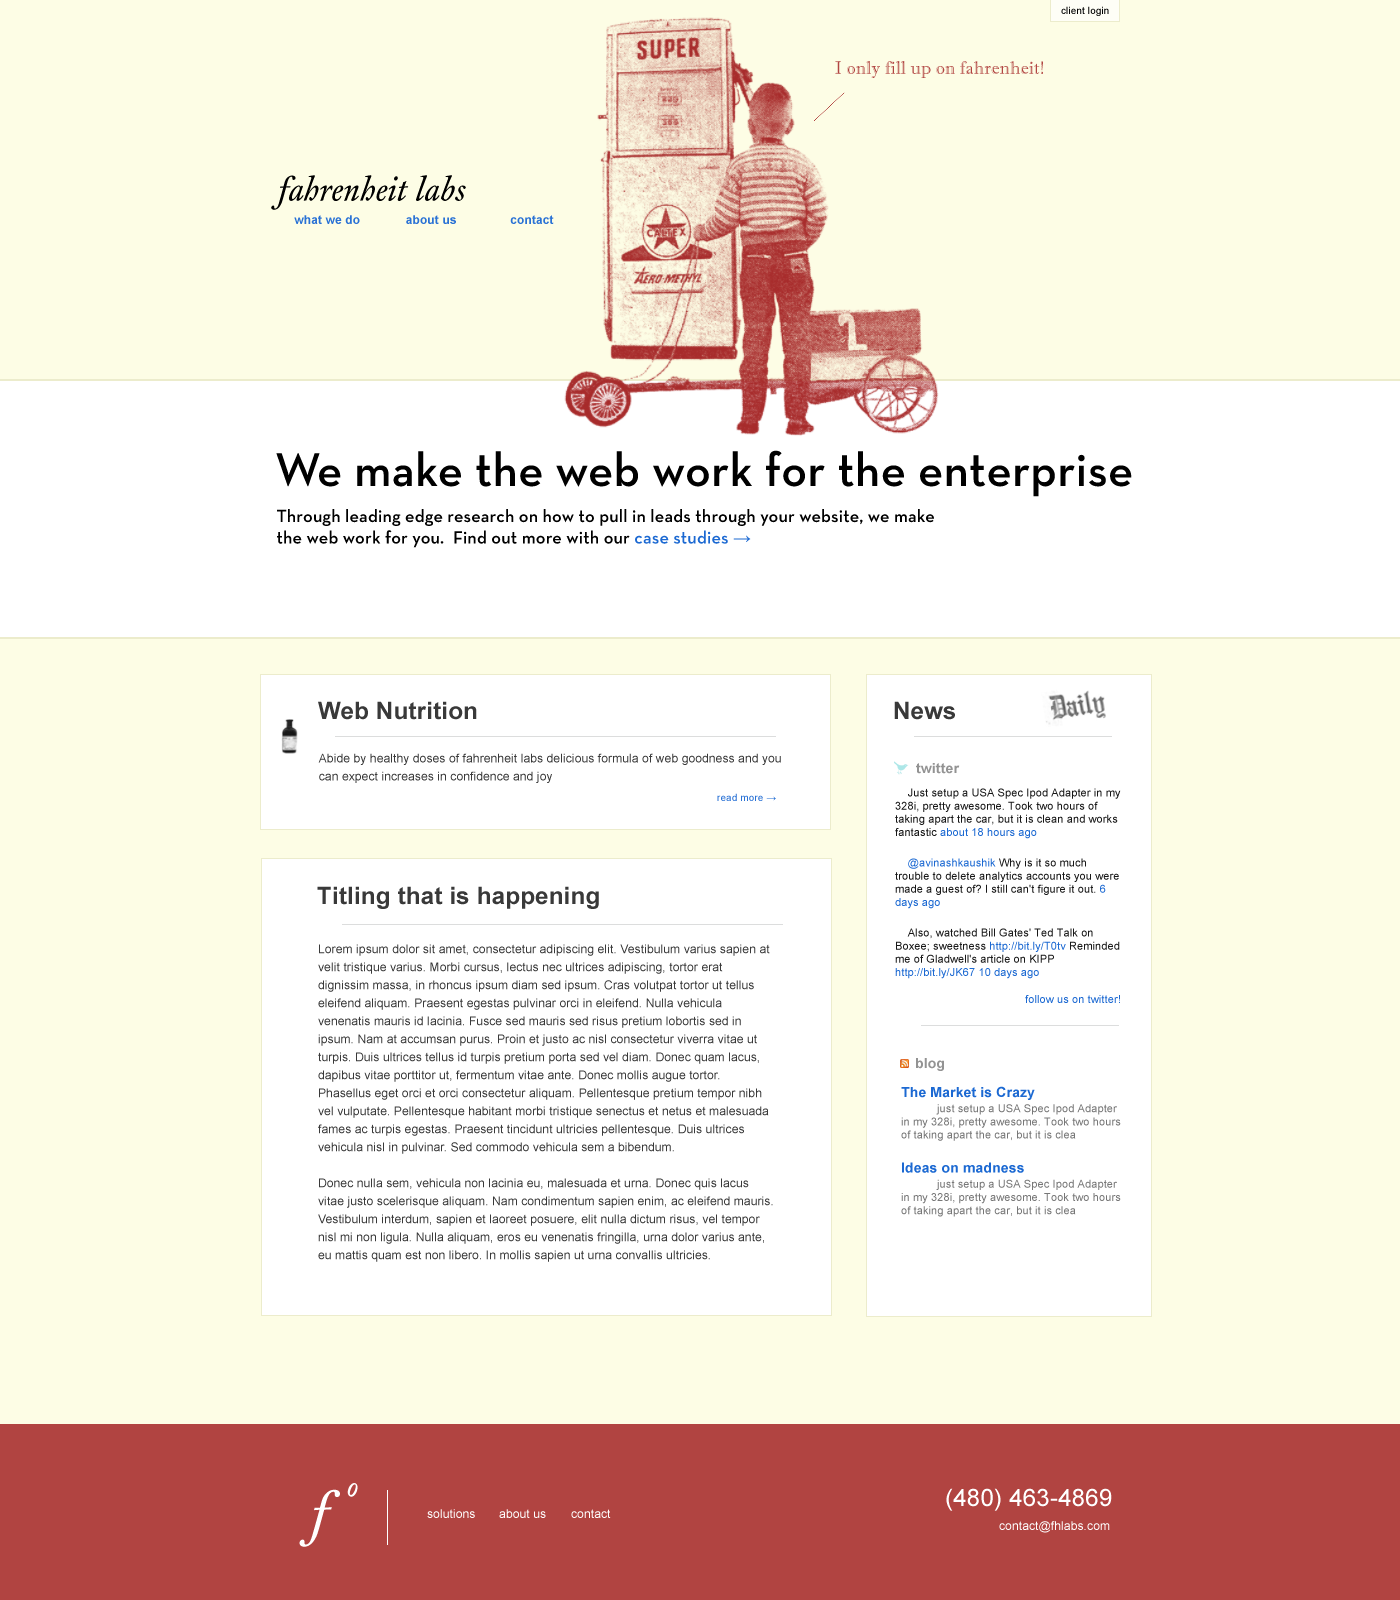 client login
SUPER
I only fill up on fahrenheit!
fahrenheit labs
what we do about us contact
CALTEX
AERO-METHYL
We make the web work for the enterprise
Through leading edge research on how to pull in leads through your website, we make
the web work for you. Find out more with our case studies →
Web Nutrition
Abide by healthy doses of fahrenheit labs delicious formula of web goodness and you
can expect increases in confidence and joy
read more →
Titling that is happening
Lorem ipsum dolor sit amet, consectetur adipiscing elit. Vestibulum varius sapien at
velit tristique varius. Morbi cursus, lectus nec ultrices adipiscing, tortor erat
dignissim massa, in rhoncus ipsum diam sed ipsum. Cras volutpat tortor ut tellus
eleifend aliquam. Praesent egestas pulvinar orci in eleifend. Nulla vehicula
venenatis mauris id lacinia. Fusce sed mauris sed risus pretium lobortis sed in
ipsum. Nam at accumsan purus. Proin et justo ac nisl consectetur viverra vitae ut
turpis. Duis ultrices tellus id turpis pretium porta sed vel diam. Donec quam lacus,
dapibus vitae porttitor ut, fermentum vitae ante. Donec mollis augue tortor.
Phasellus eget orci et orci consectetur aliquam. Pellentesque pretium tempor nibh
vel vulputate. Pellentesque habitant morbi tristique senectus et netus et malesuada
fames ac turpis egestas. Praesent tincidunt ultricies pellentesque. Duis ultrices
vehicula nisl in pulvinar. Sed commodo vehicula sem a bibendum.
Donec nulla sem, vehicula non lacinia eu, malesuada et urna. Donec quis lacus
vitae justo scelerisque aliquam. Nam condimentum sapien enim, ac eleifend mauris.
Vestibulum interdum, sapien et laoreet posuere, elit nulla dictum risus, vel tempor
nisl mi non ligula. Nulla aliquam, eros eu venenatis fringilla, urna dolor varius ante,
eu mattis quam est non libero. In mollis sapien ut urna convallis ultricies.
News Daily
twitter
Just setup a USA Spec Ipod Adapter in my
328i, pretty awesome. Took two hours of
taking apart the car, but it is clean and works
fantastic about 18 hours ago
@avinashkaushik Why is it so much
trouble to delete analytics accounts you were
made a guest of? I still can't figure it out. 6
days ago
Also, watched Bill Gates' Ted Talk on
Boxee; sweetness http://bit.ly/T0tv Reminded
me of Gladwell's article on KIPP
http://bit.ly/JK67 10 days ago
follow us on twitter!
blog
The Market is Crazy
just setup a USA Spec Ipod Adapter
in my 328i, pretty awesome. Took two hours
of taking apart the car, but it is clea
Ideas on madness
just setup a USA Spec Ipod Adapter
in my 328i, pretty awesome. Took two hours
of taking apart the car, but it is clea
f0
solutions about us contact
(480) 463-4869
contact@fhlabs.com